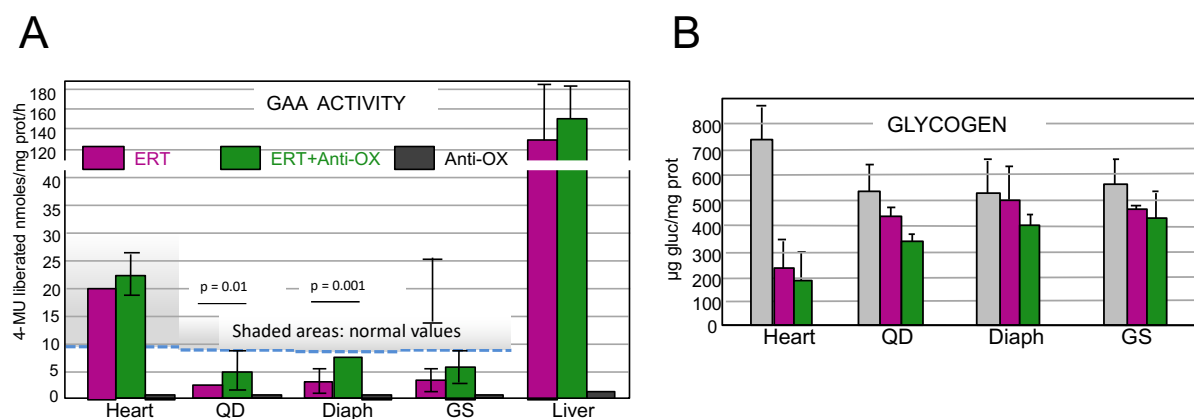 A
GAA ACTIVITY
4-MU liberated nmoles/mg prot/h
180
160
140
120
40
35
30
25
20
15
10
5
0
ERT
ERT+Anti-OX
Anti-OX
p = 0.01
p = 0.001
Shaded areas: normal values
Heart
QD
Diaph
GS
Liver
B
GLYCOGEN
µg gluc/mg prot
800
700
600
500
400
300
200
100
0
Heart
QD
Diaph
GS